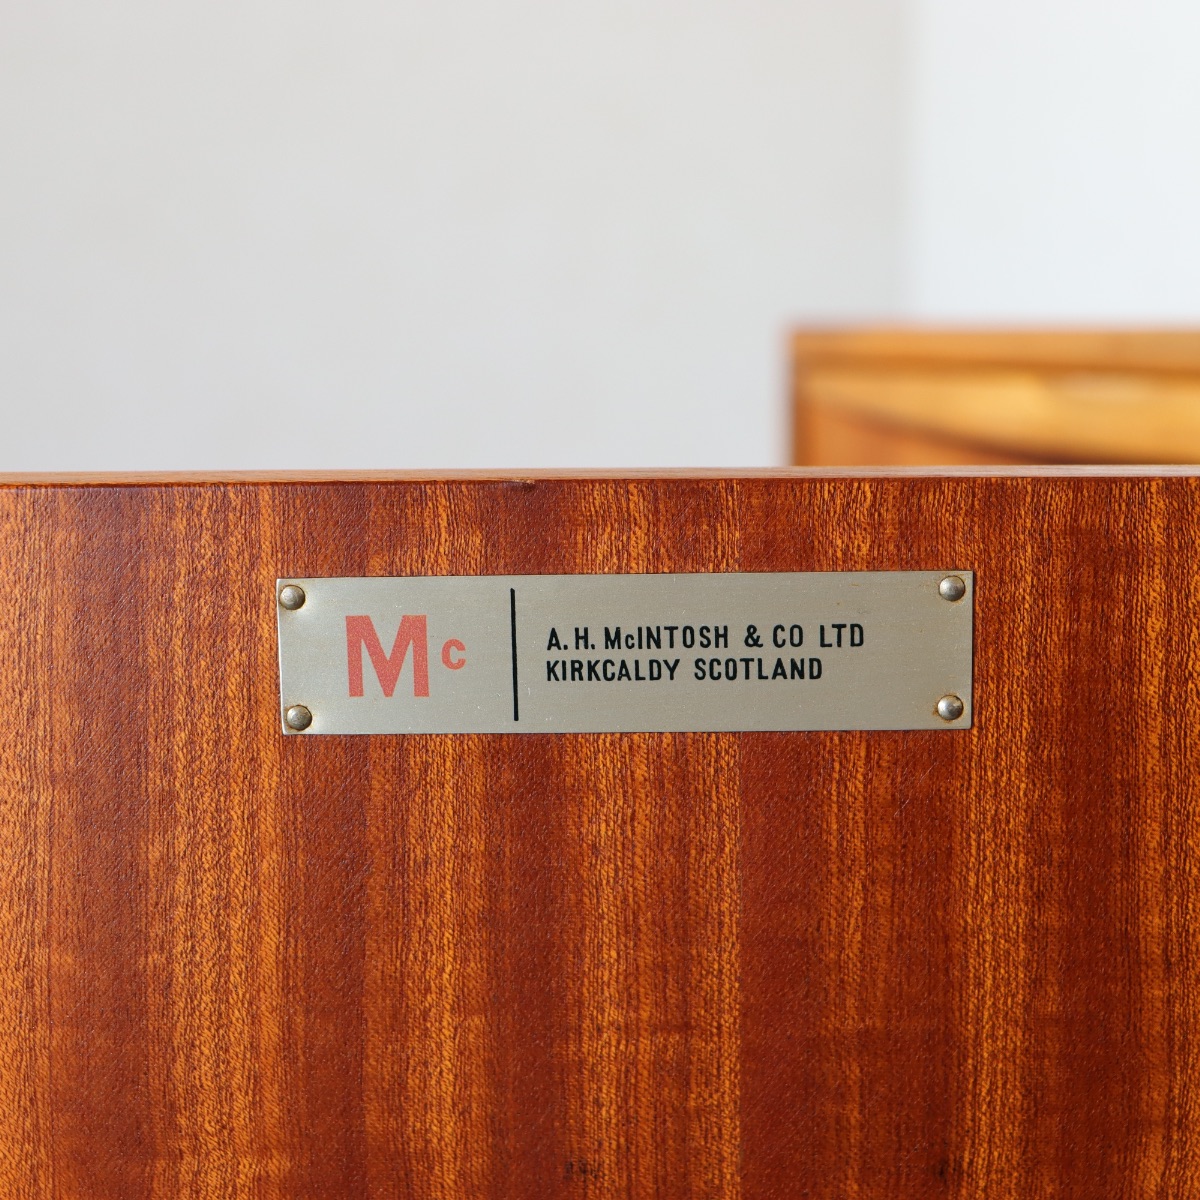 Mc
A. H. McINTOSH & CO LTD
KIRKCALDY SCOTLAND